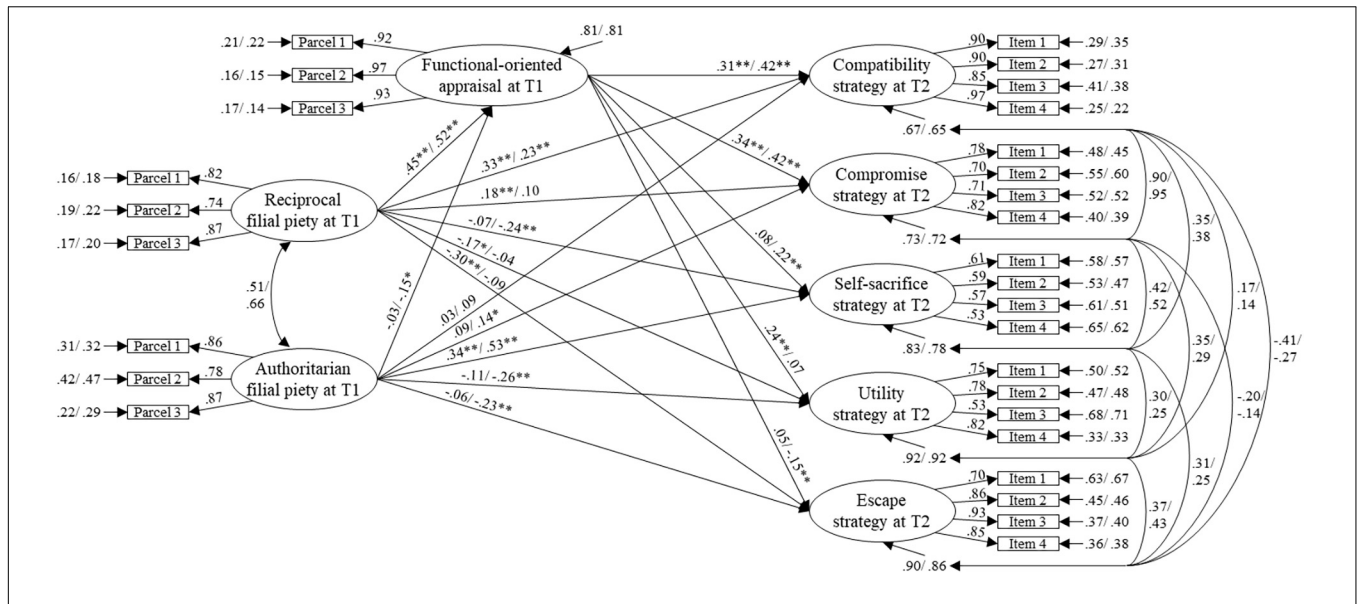 .21/ .22 Parcel 1 .92
.16/ .15 Parcel 2 .97
.17/ .14 Parcel 3 .93
Functional-oriented
appraisal at T1
.81/ .81
.16/ .18 Parcel 1 .82
.19/ .22 Parcel 2 .74
.17/ .20 Parcel 3 .87
Reciprocal
filial piety at T1
.51/
.66
.31/ .32 Parcel 1 .86
.42/ .47 Parcel 2 .78
.22/ .29 Parcel 3 .87
Authoritarian
filial piety at T1
.45**/ .52**
-.03/ -.15*
.31**/ .42**
.33**/ .23**
.34**/ .42**
.18**/ .10
-.07/ -.24**
.08/ .22**
-.17*/ -.04
-.30**/ -.09
.03/ .09
.09/ .14*
.34**/ .53**
.24**/ .07
-.11/ -.26**
-.06/ -.23**
.05/ -.15**
Compatibility
strategy at T2
.90 Item 1 .29/ .35
.90 Item 2 .27/ .31
.85 Item 3 .41/ .38
.97 Item 4 .25/ .22
.67/ .65
Compromise
strategy at T2
.78 Item 1 .48/ .45
.70 Item 2 .55/ .60
.71 Item 3 .52/ .52
.82 Item 4 .40/ .39
.73/ .72
Self-sacrifice
strategy at T2
.61 Item 1 .58/ .57
.59 Item 2 .53/ .47
.57 Item 3 .61/ .51
.53 Item 4 .65/ .62
.83/ .78
Utility
strategy at T2
.75 Item 1 .50/ .52
.78 Item 2 .47/ .48
.53 Item 3 .68/ .71
.82 Item 4 .33/ .33
.92/ .92
Escape
strategy at T2
.70 Item 1 .63/ .67
.86 Item 2 .45/ .46
.93 Item 3 .37/ .40
.85 Item 4 .36/ .38
.90/ .86
.90/
.95
.35/
.38
.17/
.14
-.41/
-.27
.42/
.52
.35/
.29
-.20/
-.14
.30/
.25
.31/
.25
.37/
.43